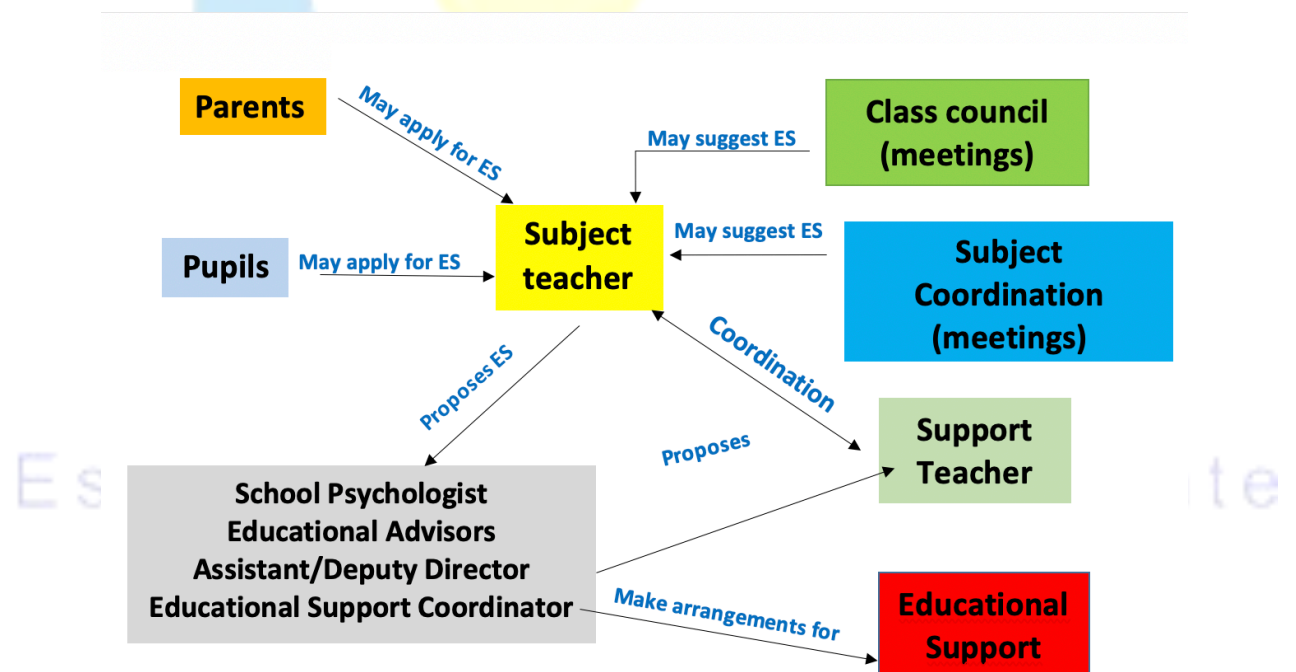 Parents
May apply for ES
May suggest ES
Class council
(meetings)
Subject
teacher
May suggest ES
Subject
Coordination
(meetings)
Pupils
May apply for ES
Coordination
Proposes ES
Support
Teacher
Proposes
School Psychologist
Educational Advisors
Assistant/Deputy Director
Educational Support Coordinator
Make arrangements for
Educational
Support